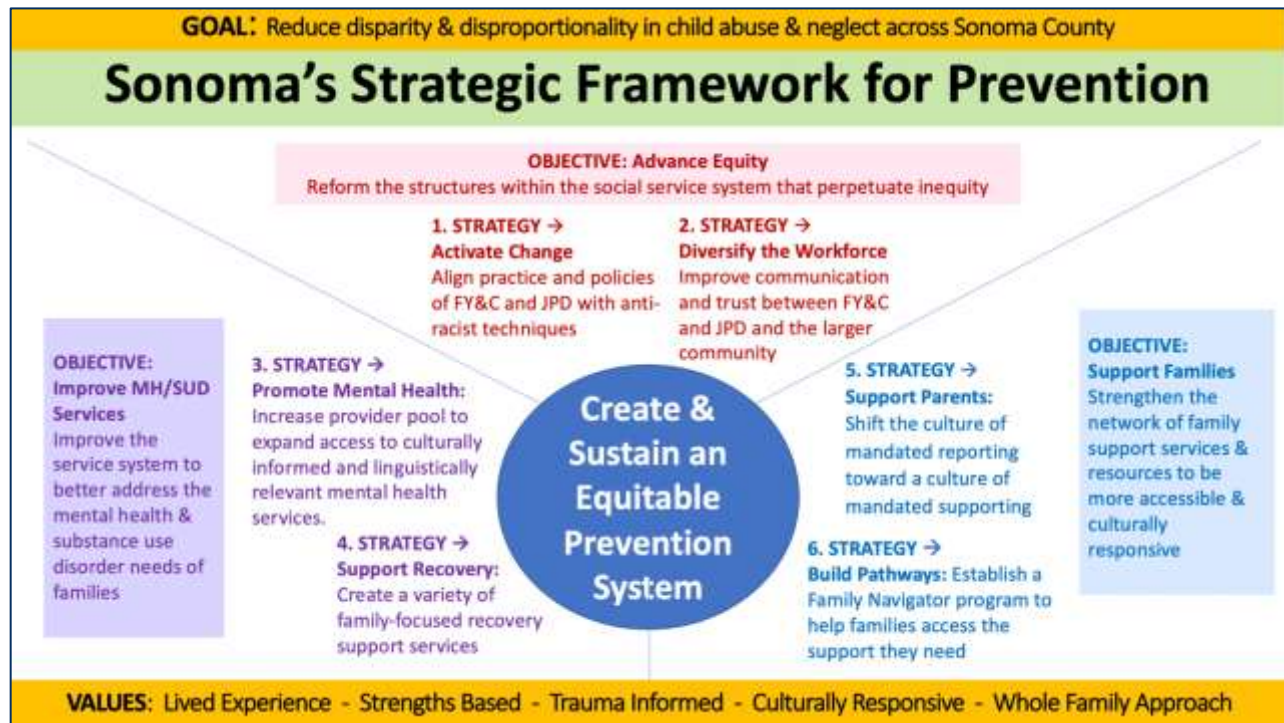 GOAL: Reduce disparity & disproportionality in child abuse & neglect across Sonoma County
Sonoma's Strategic Framework for Prevention
OBJECTIVE: Advance Equity
Reform the structures within the social service system that perpetuate inequity
1. STRATEGY →
Activate Change
Align practice and policies
of FY&C and JPD with anti-
racist techniques
2. STRATEGY →
Diversify the Workforce
Improve communication
and trust between FY&C
and JPD and the larger
community
OBJECTIVE:
Improve MH/SUD
Services
Improve the
service system to
better address the
mental health &
substance use
disorder needs of
families
3. STRATEGY →
Promote Mental Health:
Increase provider pool to
expand access to culturally
informed and linguistically
relevant mental health
services.
4. STRATEGY →
Support Recovery:
Create a variety of
family-focused recovery
support services
Create &
Sustain an
Equitable
Prevention
System
5. STRATEGY →
Support Parents:
Shift the culture of
mandated reporting
toward a culture of
mandated supporting
6. STRATEGY →
Build Pathways: Establish a
Family Navigator program to
help families access the
support they need
OBJECTIVE:
Support Families
Strengthen the
network of family
support services &
resources to be
more accessible &
culturally
responsive
VALUES: Lived Experience - Strengths Based - Trauma Informed - Culturally Responsive - Whole Family Approach